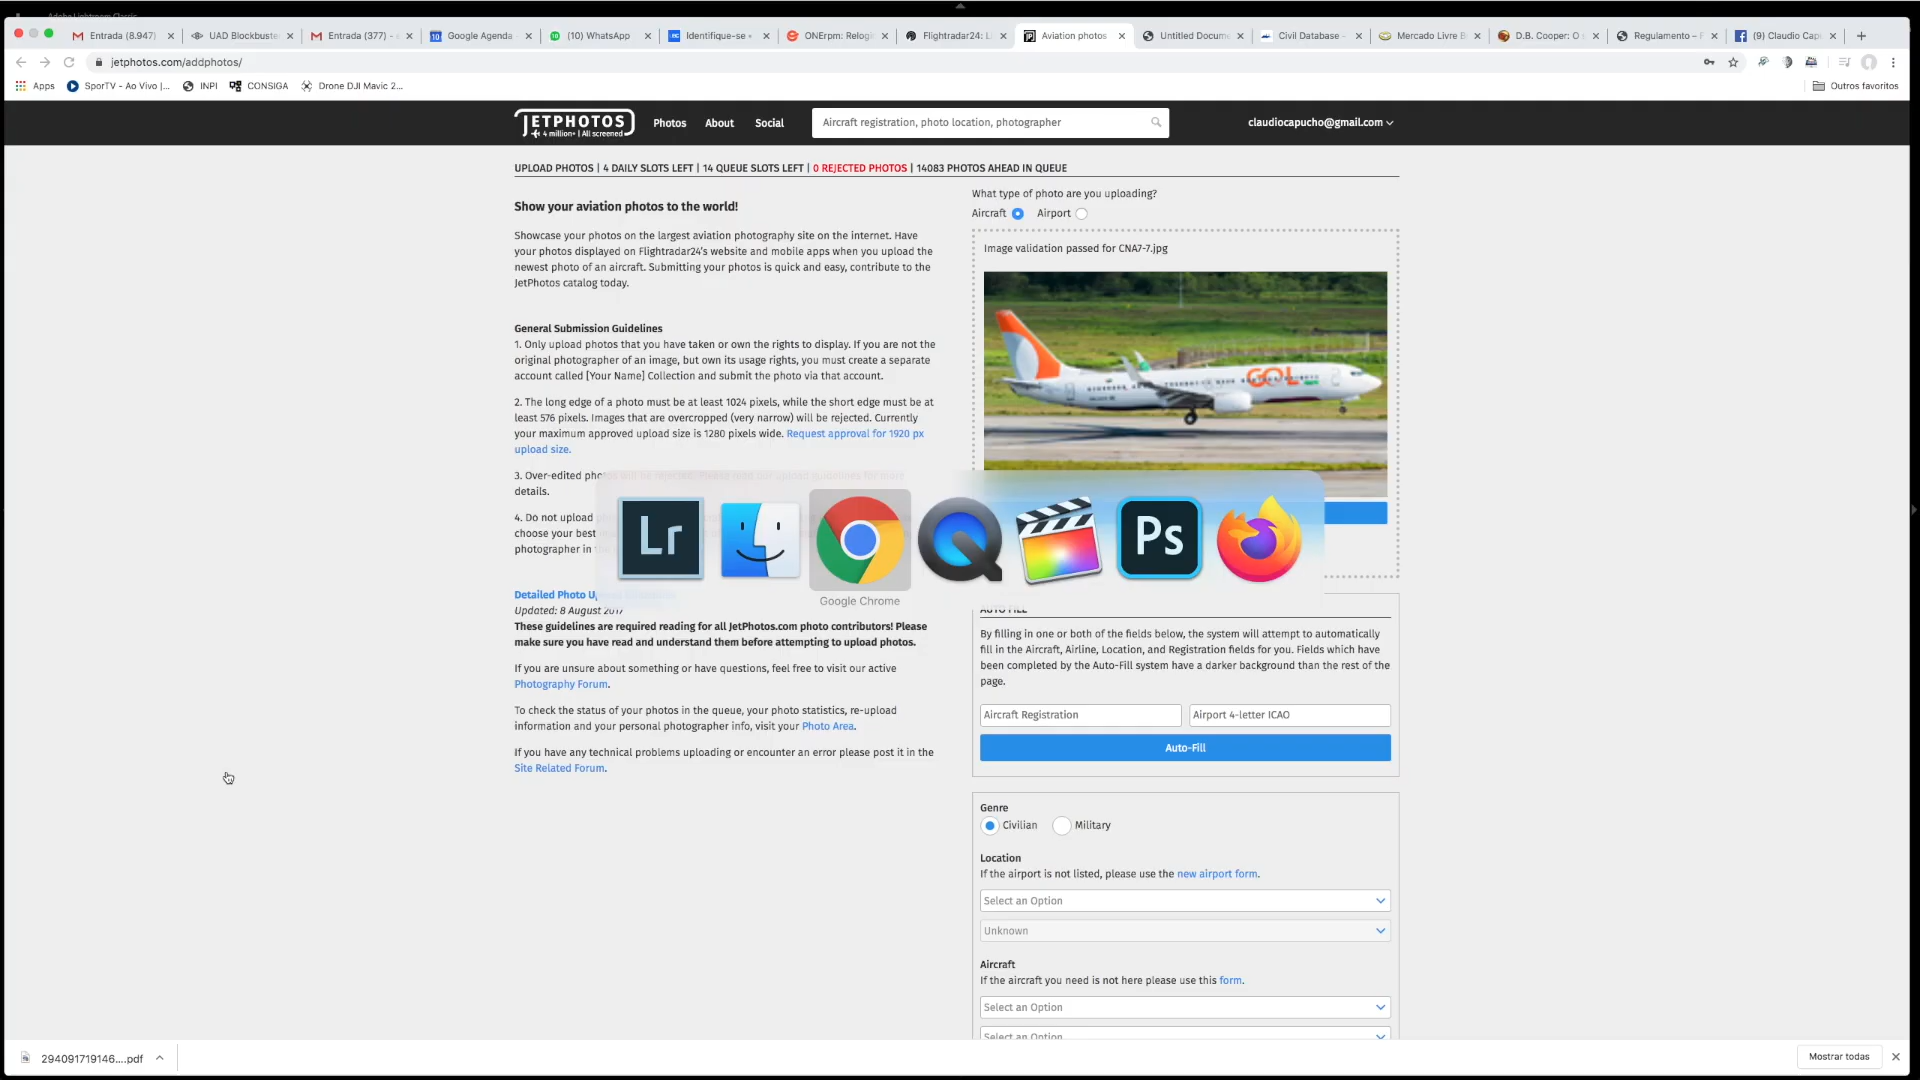 Entrada (8.947)
UAD Blockbuste
Entrada (377) -
Google Agenda
(10) WhatsApp
Identifique-se
ONErpm: Relogi
Flightradar24: L
Aviation photos
Untitled Docum
Civil Database -
Mercado Livre B
D.B. Cooper: O
Regulamento –
(9) Claudio Cap
jetphotos.com/addphotos/
Apps
SporTV - Ao Vivo |...
INPI
CONSIGA
Drone DJI Mavic 2...
Outros favoritos
JETPHOTOS
4 million+ | All screened
Photos
About
Social
Aircraft registration, photo location, photographer
claudiocapucho@gmail.com
UPLOAD PHOTOS | 4 DAILY SLOTS LEFT | 14 QUEUE SLOTS LEFT | 0 REJECTED PHOTOS | 14083 PHOTOS AHEAD IN QUEUE
Show your aviation photos to the world!
Showcase your photos on the largest aviation photography site on the internet. Have
your photos displayed on Flightradar24's website and mobile apps when you upload the
newest photo of an aircraft. Submitting your photos is quick and easy, contribute to the
JetPhotos catalog today.
General Submission Guidelines
1. Only upload photos that you have taken or own the rights to display. If you are not the
original photographer of an image, but own its usage rights, you must create a separate
account called [Your Name] Collection and submit the photo via that account.
2. The long edge of a photo must be at least 1024 pixels, while the short edge must be at
least 576 pixels. Images that are overcropped (very narrow) will be rejected. Currently
your maximum approved upload size is 1280 pixels wide. Request approval for 1920 px
upload size.
3. Over-edited photos will be rejected. Please read our upload guidelines for more
details.
4. Do not upload
choose your best
photographer in
Detailed Photo
Updated: 8 August 2017
These guidelines are required reading for all JetPhotos.com photo contributors! Please
make sure you have read and understand them before attempting to upload photos.
If you are unsure about something or have questions, feel free to visit our active
Photography Forum.
To check the status of your photos in the queue, your photo statistics, re-upload
information and your personal photographer info, visit your Photo Area.
If you have any technical problems uploading or encounter an error please post it in the
Site Related Forum.
What type of photo are you uploading?
Aircraft
Airport
Image validation passed for CNA7-7.jpg
GOL
Lr
Ps
Google Chrome
AUTO FILL
By filling in one or both of the fields below, the system will attempt to automatically
fill in the Aircraft, Airline, Location, and Registration fields for you. Fields which have
been completed by the Auto-Fill system have a darker background than the rest of the
page.
Aircraft Registration
Airport 4-letter ICAO
Auto-Fill
Genre
Civilian
Military
Location
If the airport is not listed, please use the new airport form.
Select an Option
Unknown
Aircraft
If the aircraft you need is not here please use this form.
Select an Option
Select an Option
294091719146....pdf
Mostrar todas